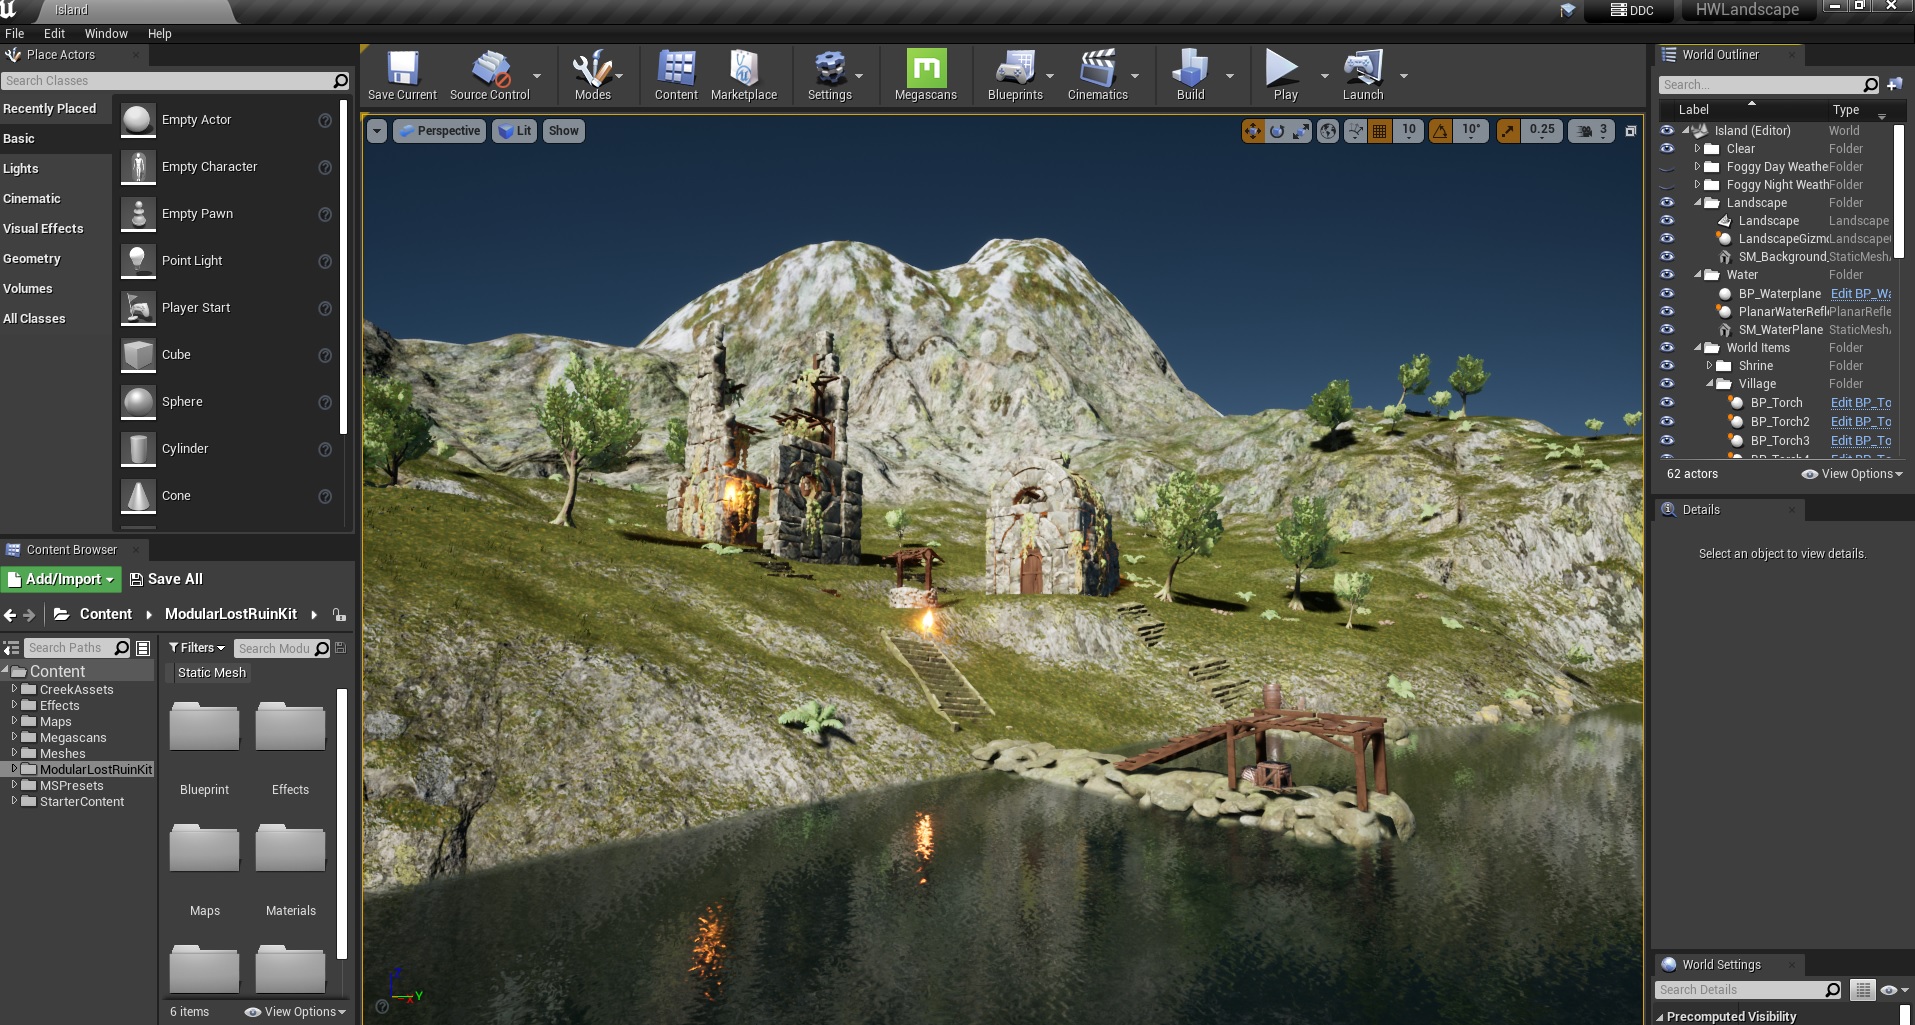 Island
DDC
HWLandscape
File Edit Window Help
Place Actors
Search Classes
Recently Placed
Basic
Lights
Cinematic
Visual Effects
Geometry
Volumes
All Classes
Empty Actor
Empty Character
Empty Pawn
Point Light
Player Start
Cube
Sphere
Cylinder
Cone
Save Current Source Control Modes Content Marketplace Settings Megascans Blueprints Cinematics Build Play Launch
Perspective Lit Show
10 10° 0.25 3
Y
World Outliner
Search...
Label Type
Island (Editor) World
Clear Folder
Foggy Day Weathe Folder
Foggy Night Weath Folder
Landscape Folder
Landscape Landscape
LandscapeGizm Landscape
SM_Background_ StaticMesh
Water Folder
BP_Waterplane Edit BP_Wa
PlanarWaterRefl PlanarRefle
SM_WaterPlane StaticMesh
World Items Folder
Shrine Folder
Village Folder
BP_Torch Edit BP_To
BP_Torch2 Edit BP_To
BP_Torch3 Edit BP_To
62 actors View Options
Details
Select an object to view details.
World Settings
Search Details
Precomputed Visibility
Content Browser
Add/Import Save All
Content ModularLostRuinKit
Search Paths Filters Search Modu
Static Mesh
Content
CreekAssets
Effects
Maps
Megascans
Meshes
ModularLostRuinKit
MSPresets
StarterContent
Blueprint Effects
Maps Materials
6 items View Options